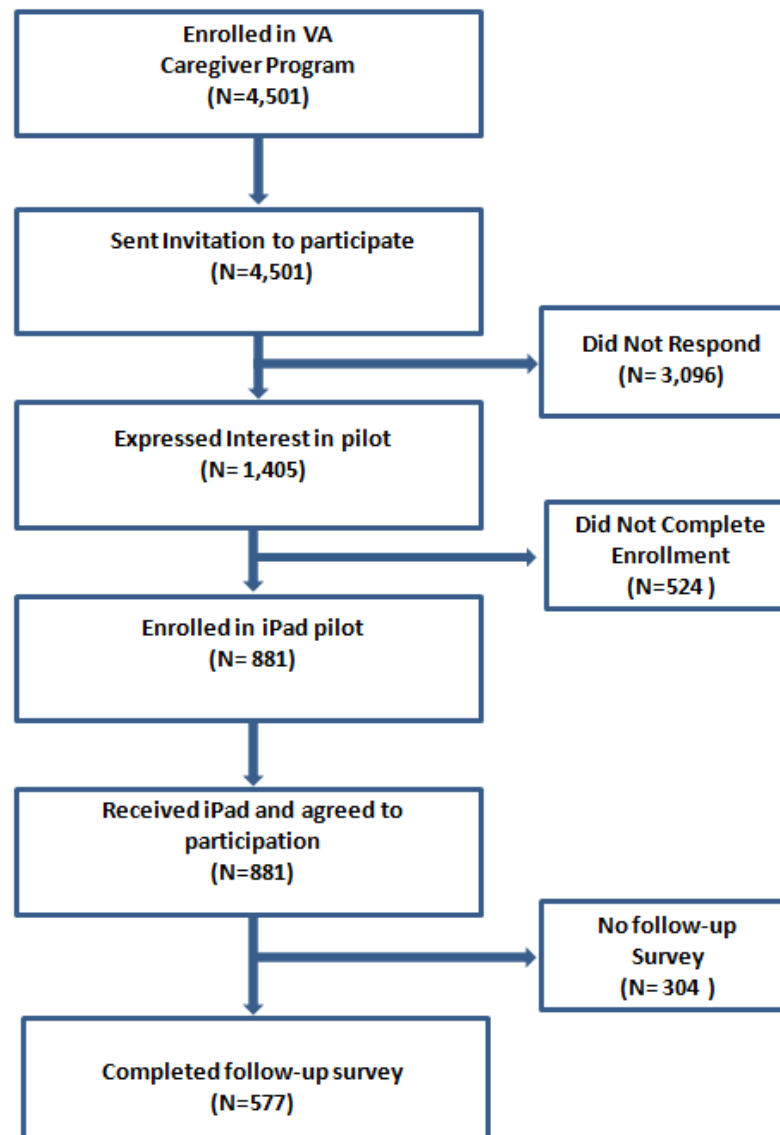 Enrolled in VA
Caregiver Program
(N=4,501)
Sent Invitation to participate
(N=4,501)
Did Not Respond
(N= 3,096)
Expressed Interest in pilot
(N= 1,405)
Did Not Complete
Enrollment
(N=524 )
Enrolled in iPad pilot
(N= 881)
Received iPad and agreed to
participation
(N=881)
No follow-up
Survey
(N= 304 )
Completed follow-up survey
(N=577)